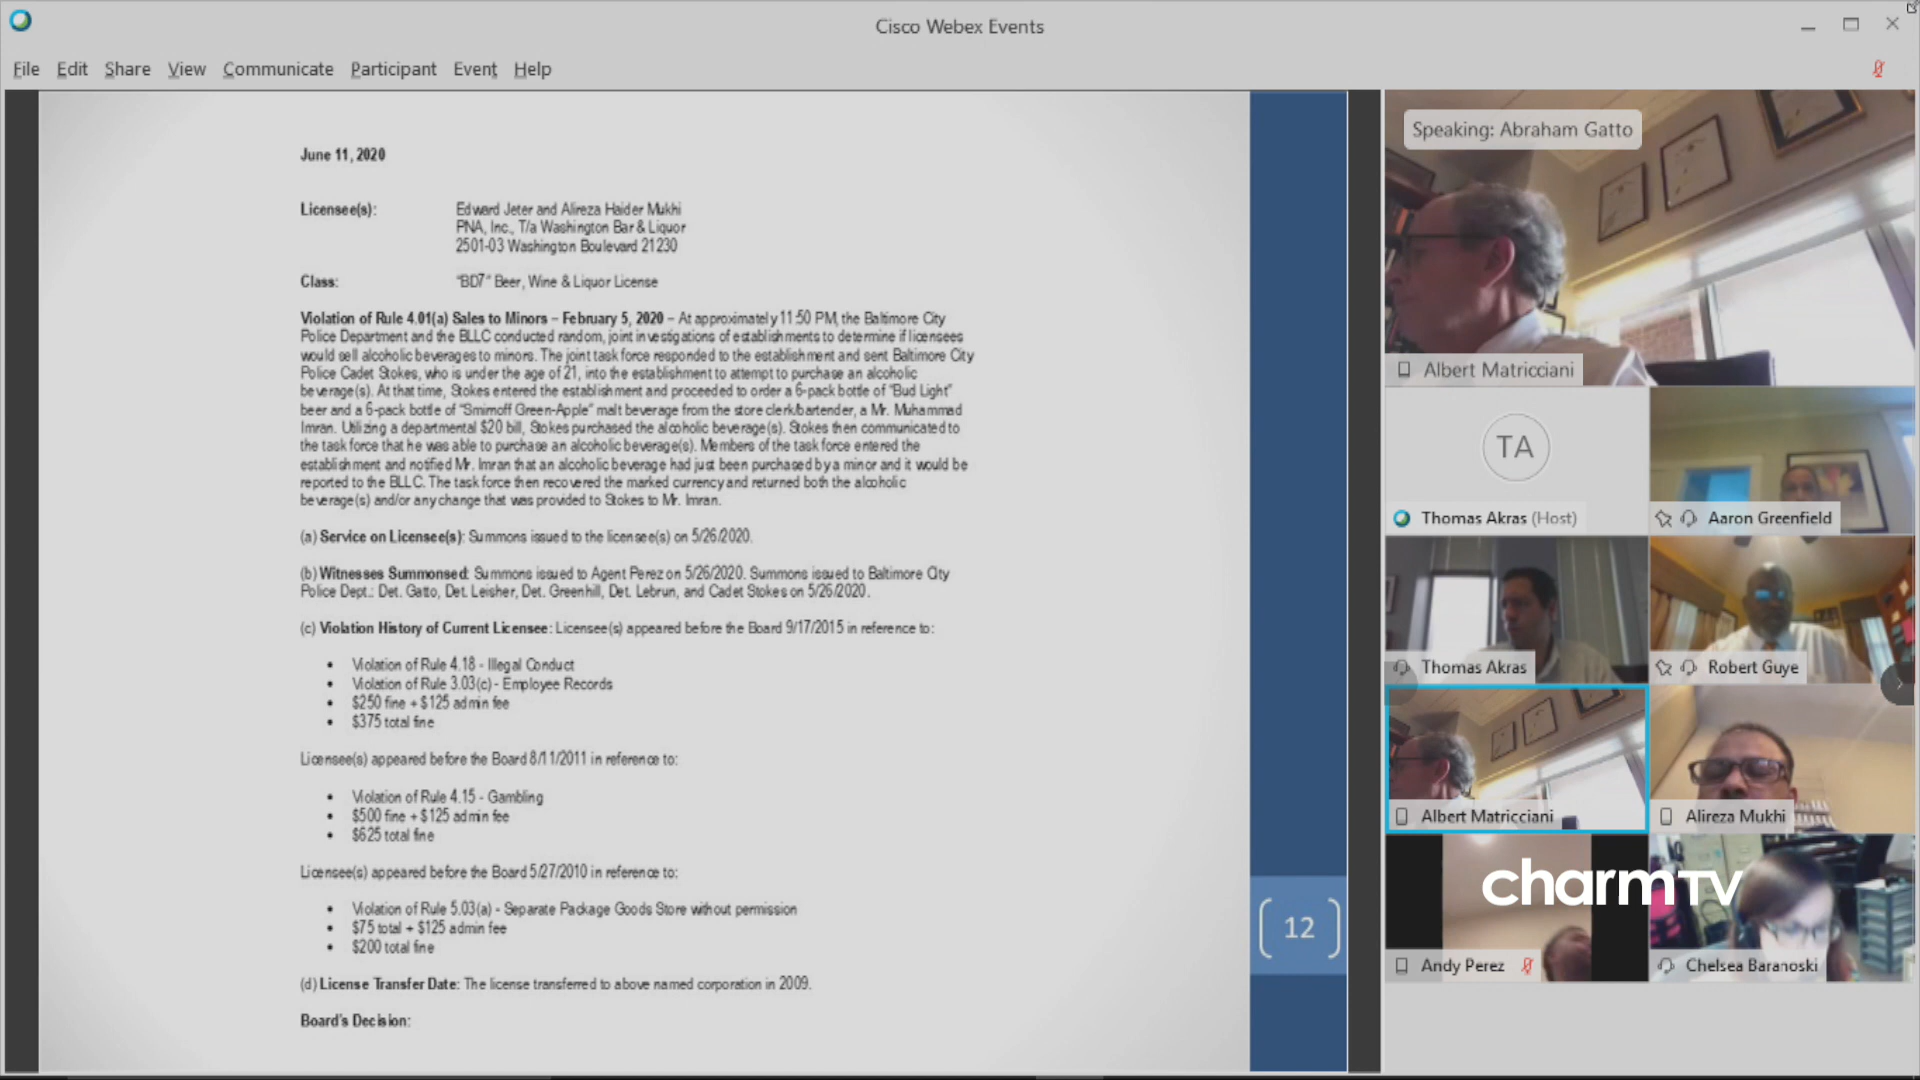 Cisco Webex Events
File Edit Share View Communicate Participant Event Help
June 11, 2020
Licensee(s): Edward Jeter and Alireza Haider Mukhi
PNA, Inc., T/a Washington Bar & Liquor
2501-03 Washington Boulevard 21230
Class: "BD7" Beer, Wine & Liquor License
Violation of Rule 4.01(a) Sales to Minors – February 5, 2020 – At approximately 11:50 PM, the Baltimore City
Police Department and the BLLC conducted random, joint investigations of establishments to determine if licensees
would sell alcoholic beverages to minors. The joint task force responded to the establishment and sent Baltimore City
Police Cadet Stokes, who is under the age of 21, into the establishment to attempt to purchase an alcoholic
beverage(s). At that time, Stokes entered the establishment and proceeded to order a 6-pack bottle of "Bud Light"
beer and a 6-pack bottle of "Smirnoff Green-Apple" malt beverage from the store clerk/bartender, a Mr. Muhammad
Imran. Utilizing a departmental $20 bill, Stokes purchased the alcoholic beverage(s). Stokes then communicated to
the task force that he was able to purchase an alcoholic beverage(s). Members of the task force entered the
establishment and notified Mr. Imran that an alcoholic beverage had just been purchased by a minor and it would be
reported to the BLLC. The task force then recovered the marked currency and returned both the alcoholic
beverage(s) and/or any change that was provided to Stokes to Mr. Imran.
(a) Service on Licensee(s): Summons issued to the licensee(s) on 5/26/2020.
(b) Witnesses Summonsed: Summons issued to Agent Perez on 5/26/2020. Summons issued to Baltimore City
Police Dept.: Det. Gatto, Det. Leisher, Det. Greenhill, Det. Lebrun, and Cadet Stokes on 5/26/2020.
(c) Violation History of Current Licensee: Licensee(s) appeared before the Board 9/17/2015 in reference to:
• Violation of Rule 4.18 - Illegal Conduct
• Violation of Rule 3.03(c) - Employee Records
• $250 fine + $125 admin fee
• $375 total fine
Licensee(s) appeared before the Board 8/11/2011 in reference to:
• Violation of Rule 4.15 - Gambling
• $500 fine + $125 admin fee
• $625 total fine
Licensee(s) appeared before the Board 5/27/2010 in reference to:
• Violation of Rule 5.03(a) - Separate Package Goods Store without permission
• $75 total + $125 admin fee
• $200 total fine
(d) License Transfer Date: The license transferred to above named corporation in 2009.
Board's Decision:
12
Speaking: Abraham Gatto
Albert Matricciani
TA
Thomas Akras (Host)
Aaron Greenfield
Thomas Akras
Robert Guye
Albert Matricciani
Alireza Mukhi
charmTV
Andy Perez
Chelsea Baranoski